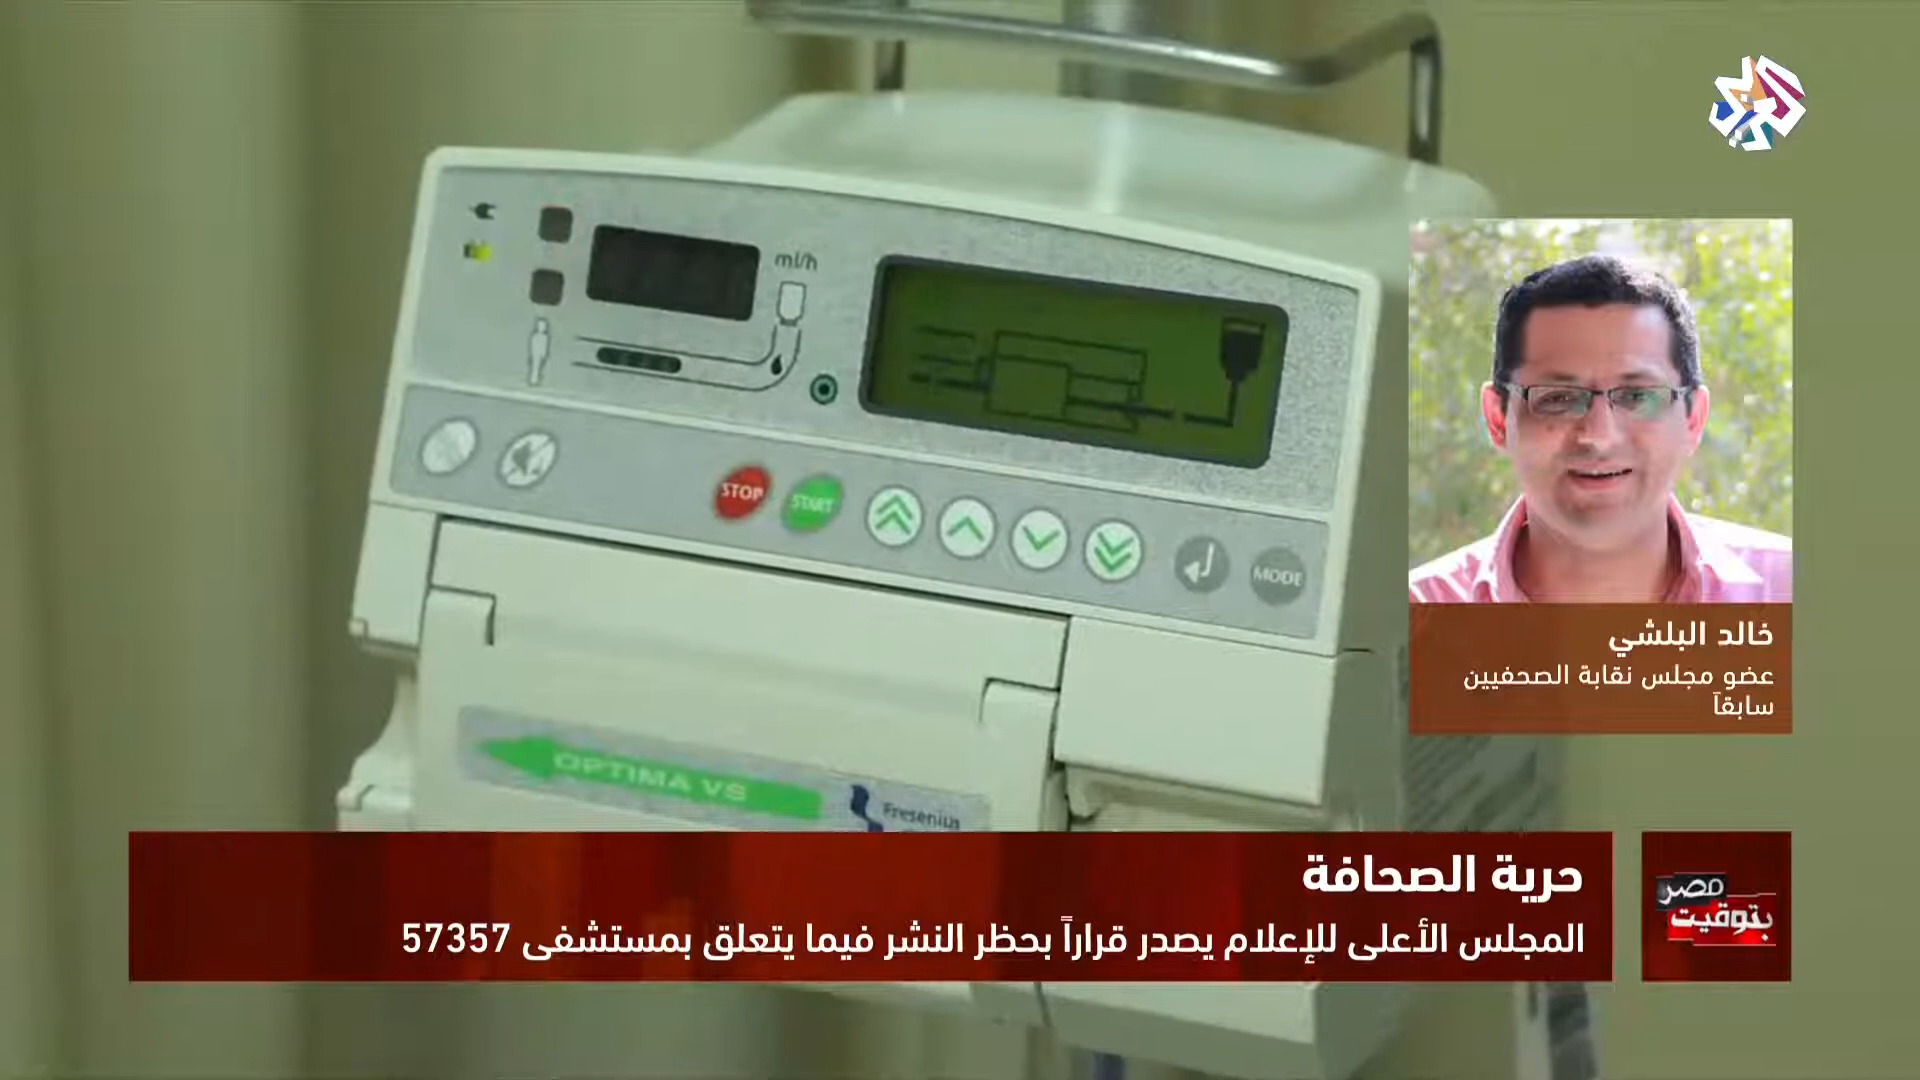 العربي
ml/h
STOP
START
MODE
OPTIMA VS
Fresenius
خالد البلشي
عضو مجلس نقابة الصحفيين
سابقاً
حرية الصحافة
المجلس الأعلى للإعلام يصدر قراراً بحظر النشر فيما يتعلق بمستشفى 57357
بتوقيت
مصر